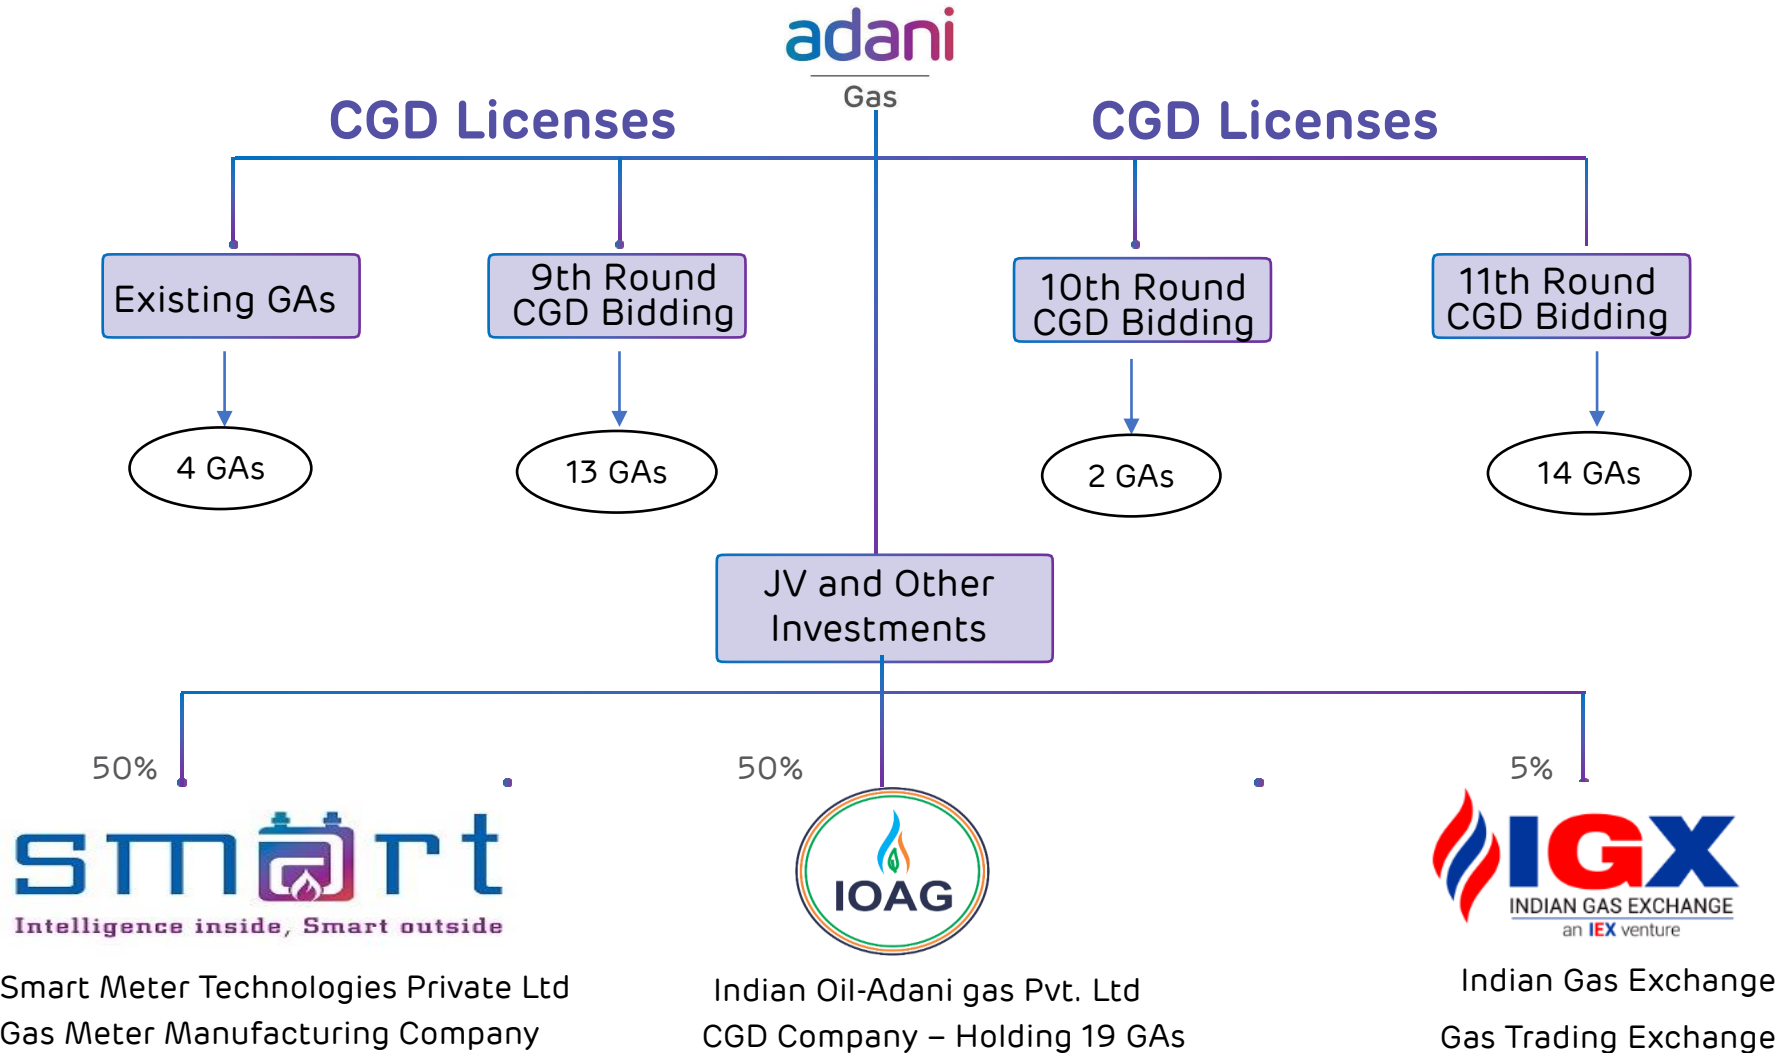 adani
Gas
CGD Licenses
CGD Licenses
Existing GAs
9th Round
CGD Bidding
10th Round
CGD Bidding
11th Round
CGD Bidding
4 GAs
13 GAs
2 GAs
14 GAs
JV and Other
Investments
50%
50%
5%
smart
Intelligence inside, Smart outside
IOAG
IGX
INDIAN GAS EXCHANGE
an IEX venture
Smart Meter Technologies Private Ltd
Gas Meter Manufacturing Company
Indian Oil-Adani gas Pvt. Ltd
CGD Company – Holding 19 GAs
Indian Gas Exchange
Gas Trading Exchange